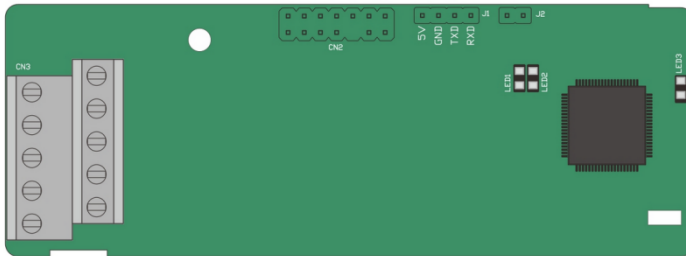 J1
J2
5V
GND
TXD
RXD
CN2
CN3
LED1
LED2
LED3